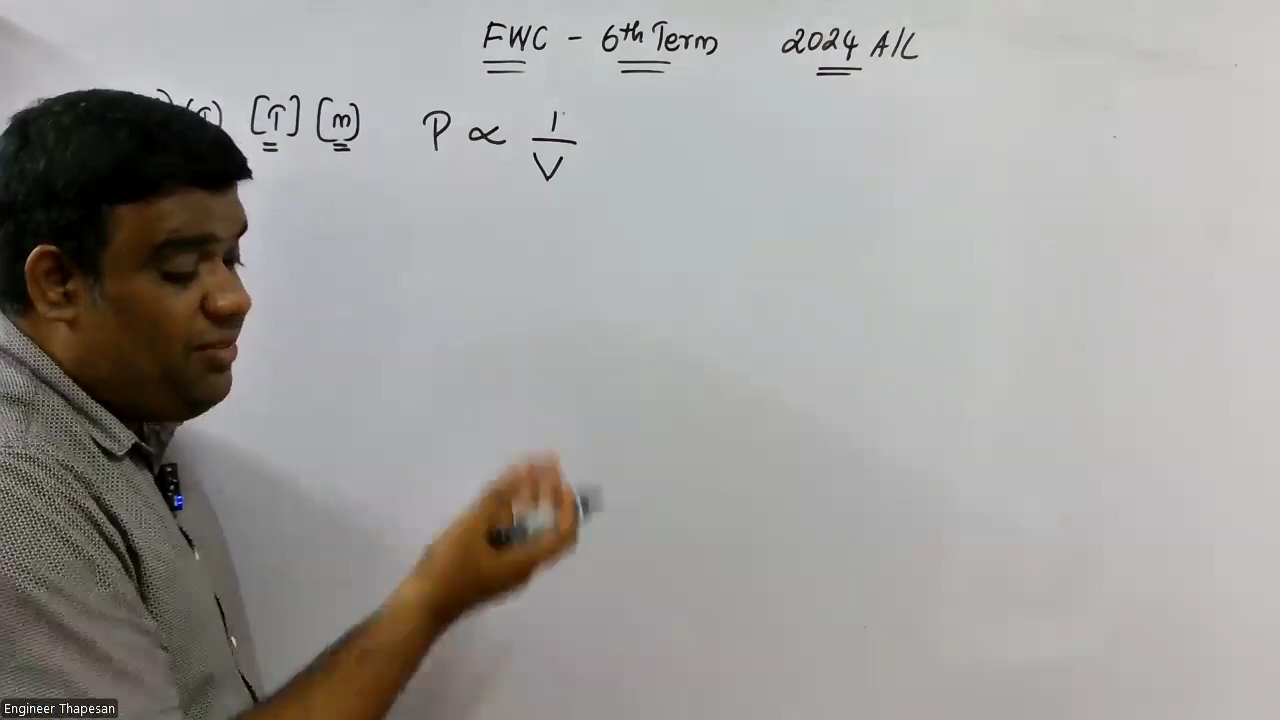 FWC - 6th Term 2024 A/L
[T] [m] P ∝ 1/V
Engineer Thapesan